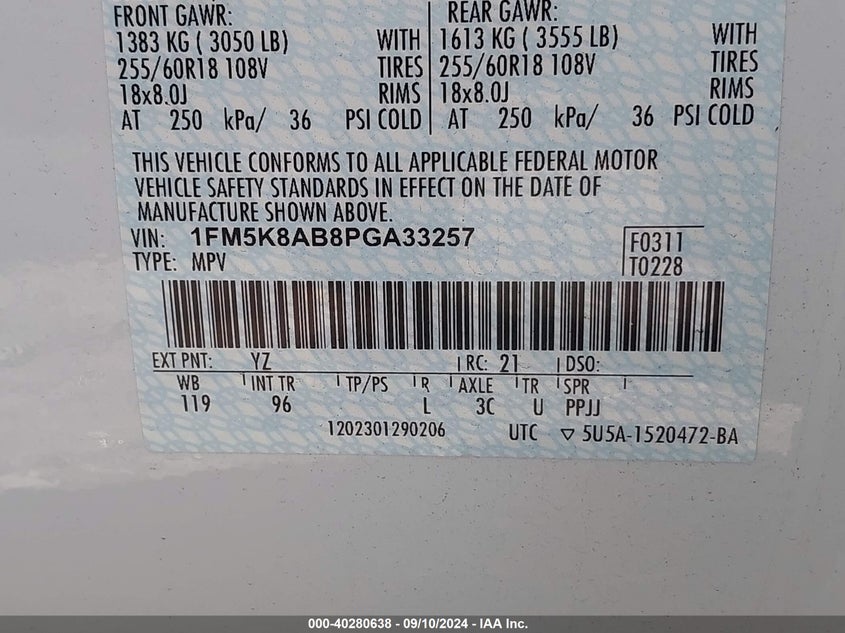 FRONT GAWR: REAR GAWR:
1383 KG ( 3050 LB) WITH 1613 KG ( 3555 LB) WITH
255/60R18 108V TIRES 255/60R18 108V TIRES
18x8.0J RIMS 18x8.0J RIMS
AT 250 kPa/ 36 PSI COLD AT 250 kPa/ 36 PSI COLD
THIS VEHICLE CONFORMS TO ALL APPLICABLE FEDERAL MOTOR
VEHICLE SAFETY STANDARDS IN EFFECT ON THE DATE OF
MANUFACTURE SHOWN ABOVE.
VIN: 1FM5K8AB8PGA33257 F0311
TYPE: MPV T0228
EXT PNT: YZ RC: 21 DSO:
WB INT TR TP/PS R AXLE TR SPR
119 96 L 3C U PPJJ
1202301290206 UTC ▽ 5U5A-1520472-BA
000-40280638 - 09/10/2024 - IAA Inc.